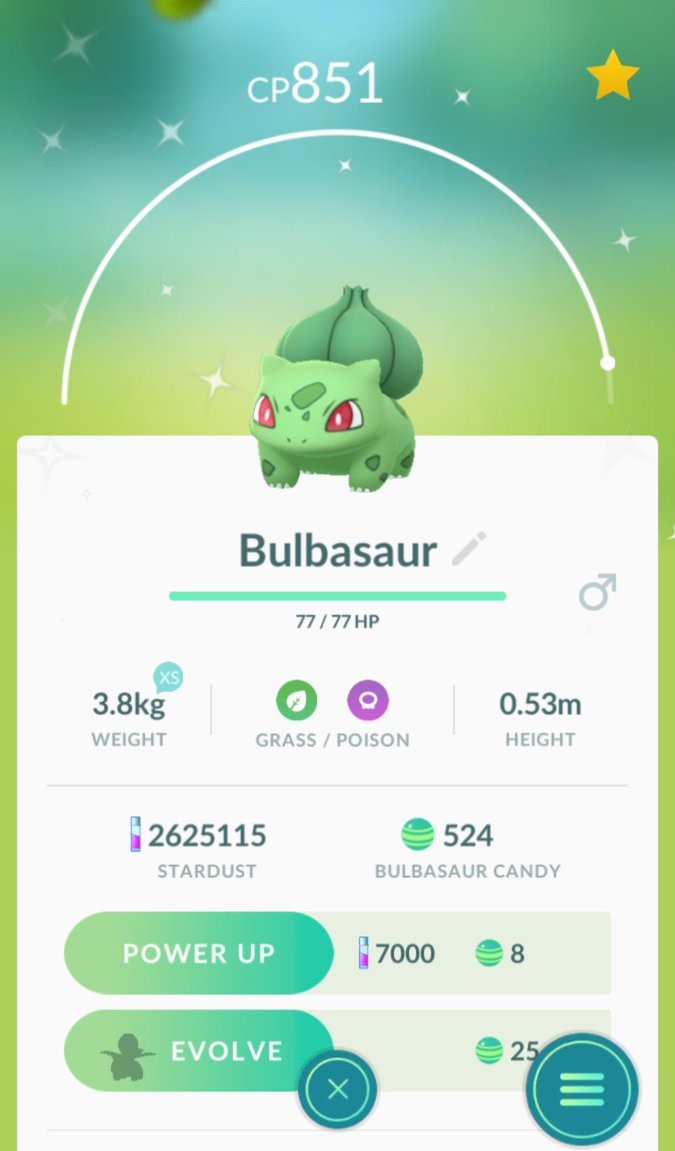 CP851
Bulbasaur
77 / 77 HP
XS
3.8kg
WEIGHT
GRASS / POISON
0.53m
HEIGHT
2625115
STARDUST
524
BULBASAUR CANDY
POWER UP 7000 8
EVOLVE 25